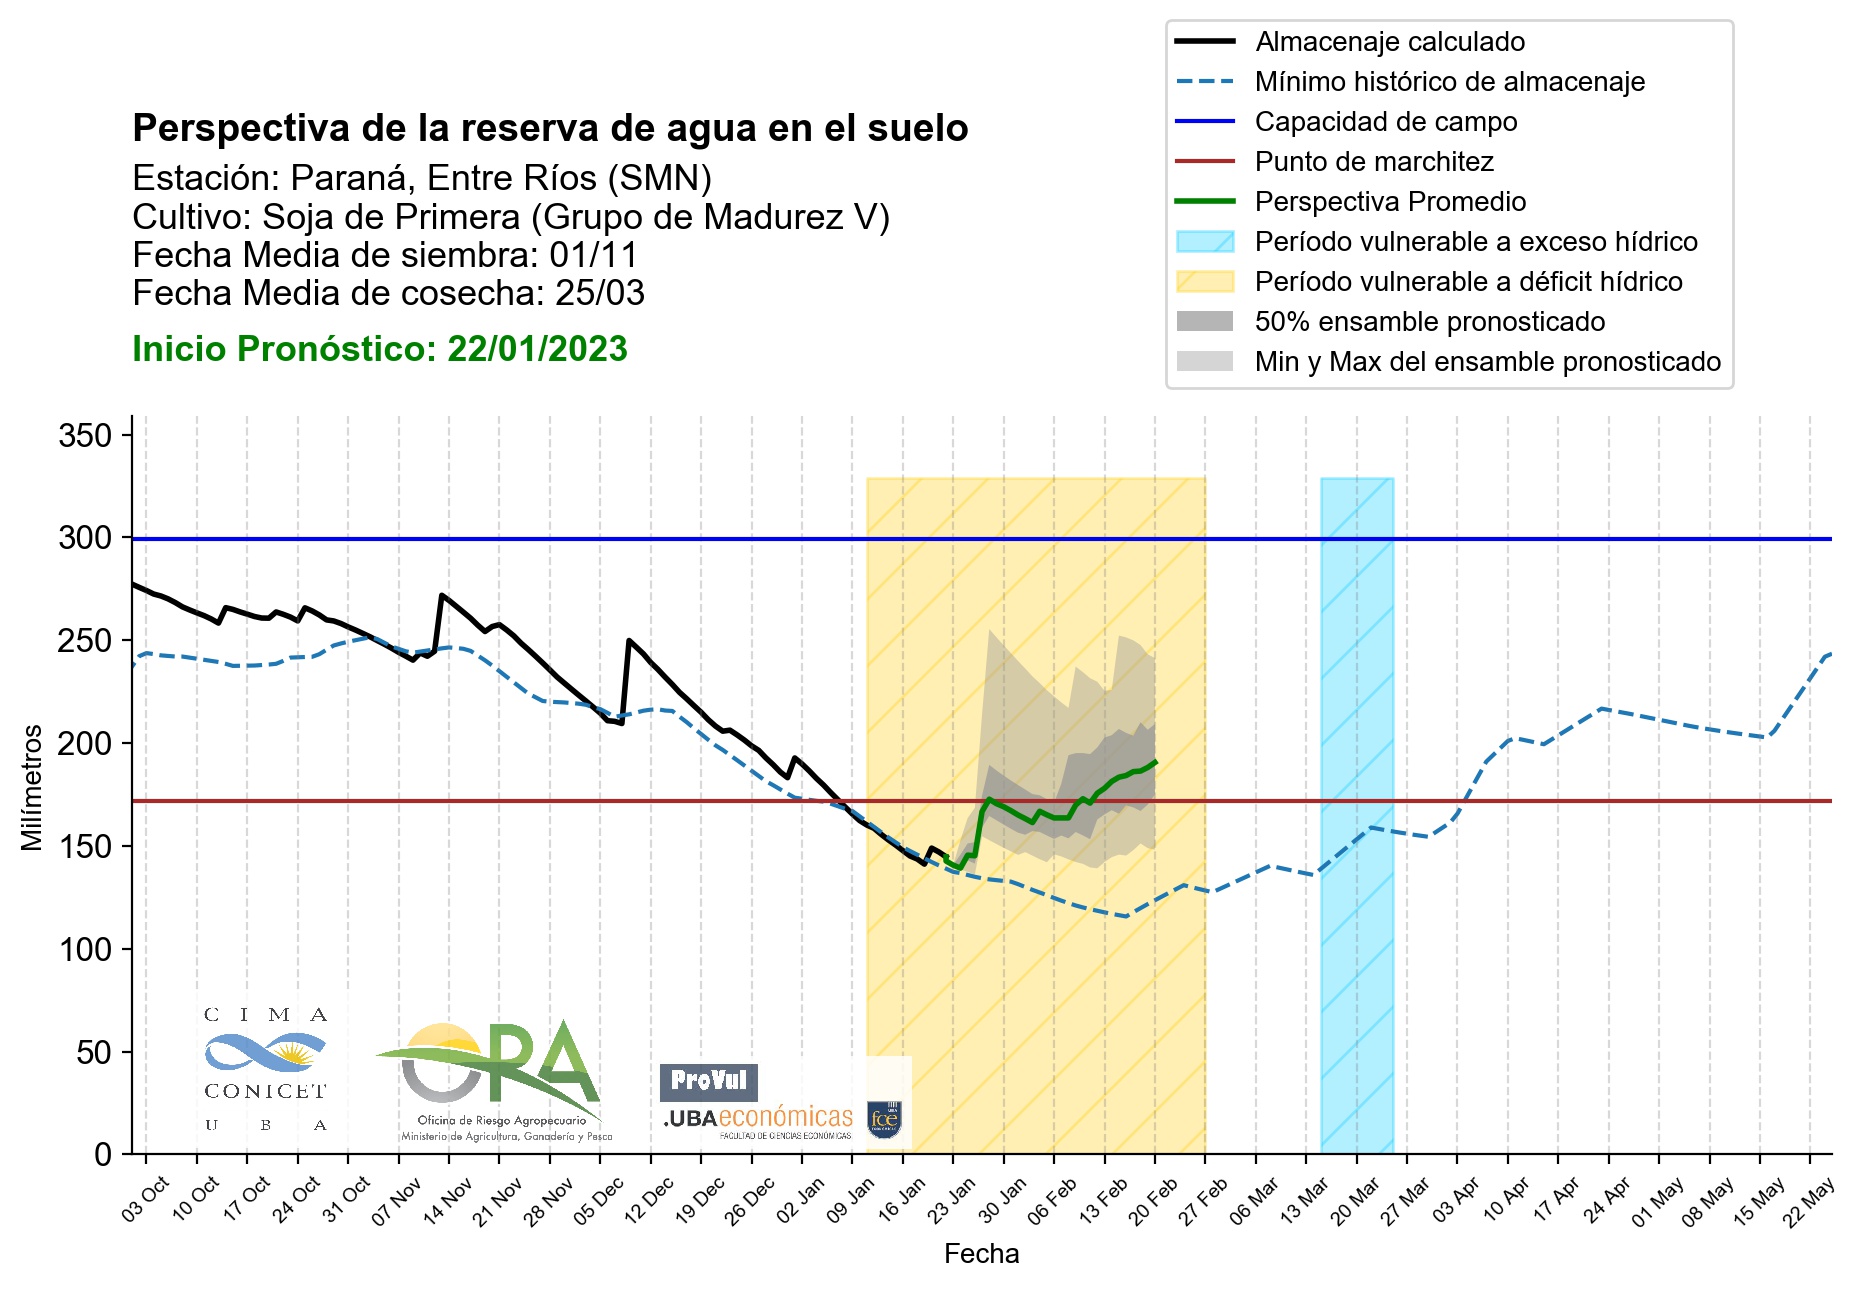 Almacenaje calculado
Mínimo histórico de almacenaje
Capacidad de campo
Punto de marchitez
Perspectiva Promedio
Período vulnerable a exceso hídrico
Período vulnerable a déficit hídrico
50% ensamble pronosticado
Min y Max del ensamble pronosticado
Perspectiva de la reserva de agua en el suelo
Estación: Paraná, Entre Ríos (SMN)
Cultivo: Soja de Primera (Grupo de Madurez V)
Fecha Media de siembra: 01/11
Fecha Media de cosecha: 25/03
Inicio Pronóstico: 22/01/2023
Milímetros
350
300
250
200
150
100
50
0
C I M A
CONICET
U B A
ORA
Oficina de Riesgo Agropecuario
Ministerio de Agricultura, Ganadería y Pesca
ProVul
.UBAeconómicas
FACULTAD DE CIENCIAS ECONÓMICAS
UBA
fce
ECONÓMICAS
03 Oct
10 Oct
17 Oct
24 Oct
31 Oct
07 Nov
14 Nov
21 Nov
28 Nov
05 Dec
12 Dec
19 Dec
26 Dec
02 Jan
09 Jan
16 Jan
23 Jan
30 Jan
06 Feb
13 Feb
20 Feb
27 Feb
06 Mar
13 Mar
20 Mar
27 Mar
03 Apr
10 Apr
17 Apr
24 Apr
01 May
08 May
15 May
22 May
Fecha